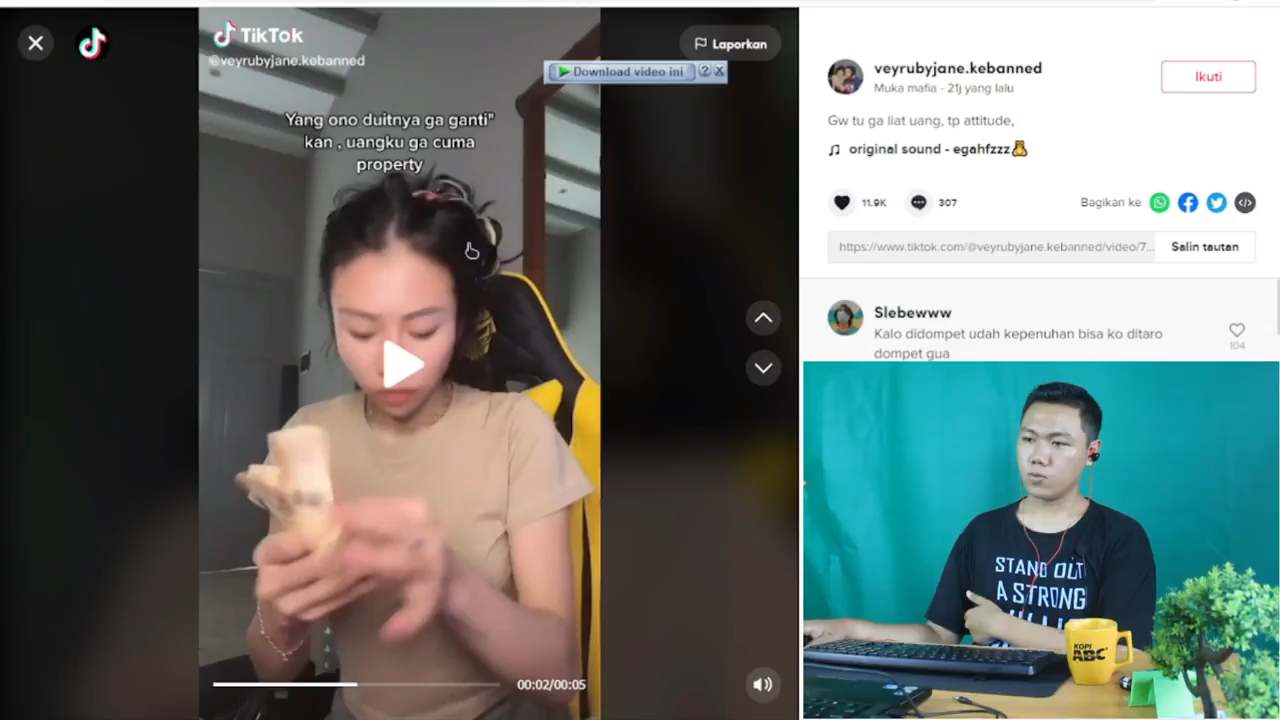 TikTok
@veyrubyjane.kebanned
Laporkan
Download video ini
Yang ono duitnya ga ganti"
kan , uangku ga cuma
property
00:02/00:05
veyrubyjane.kebanned
Muka mafia · 21j yang lalu
Ikuti
Gw tu ga liat uang, tp attitude,
original sound - egahfzzz🧸
11.9K
307
Bagikan ke
https://www.tiktok.com/@veyrubyjane.kebanned/video/7...
Salin tautan
Slebewww
Kalo didompet udah kepenuhan bisa ko ditaro
dompet gua
104
STAND OUT
A STRONG
KOPI
ABC